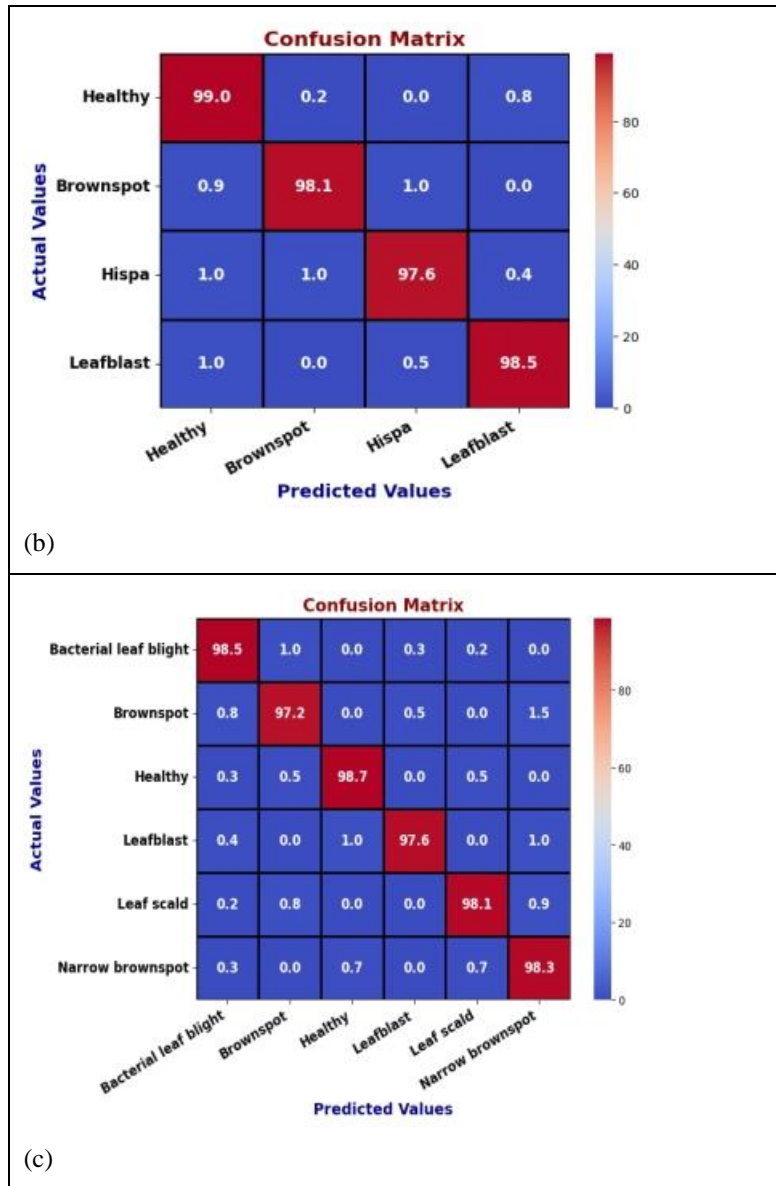 Confusion Matrix
Healthy 99.0 0.2 0.0 0.8
Brownspot 0.9 98.1 1.0 0.0
Hispa 1.0 1.0 97.6 0.4
Leafblast 1.0 0.0 0.5 98.5
Actual Values
Healthy Brownspot Hispa Leafblast
Predicted Values
80
60
40
20
0
(b)
Confusion Matrix
Bacterial leaf blight 98.5 1.0 0.0 0.3 0.2 0.0
Brownspot 0.8 97.2 0.0 0.5 0.0 1.5
Healthy 0.3 0.5 98.7 0.0 0.5 0.0
Leafblast 0.4 0.0 1.0 97.6 0.0 1.0
Leaf scald 0.2 0.8 0.0 0.0 98.1 0.9
Narrow brownspot 0.3 0.0 0.7 0.0 0.7 98.3
Actual Values
Bacterial leaf blight Brownspot Healthy Leafblast Leaf scald Narrow brownspot
Predicted Values
80
60
40
20
0
(c)